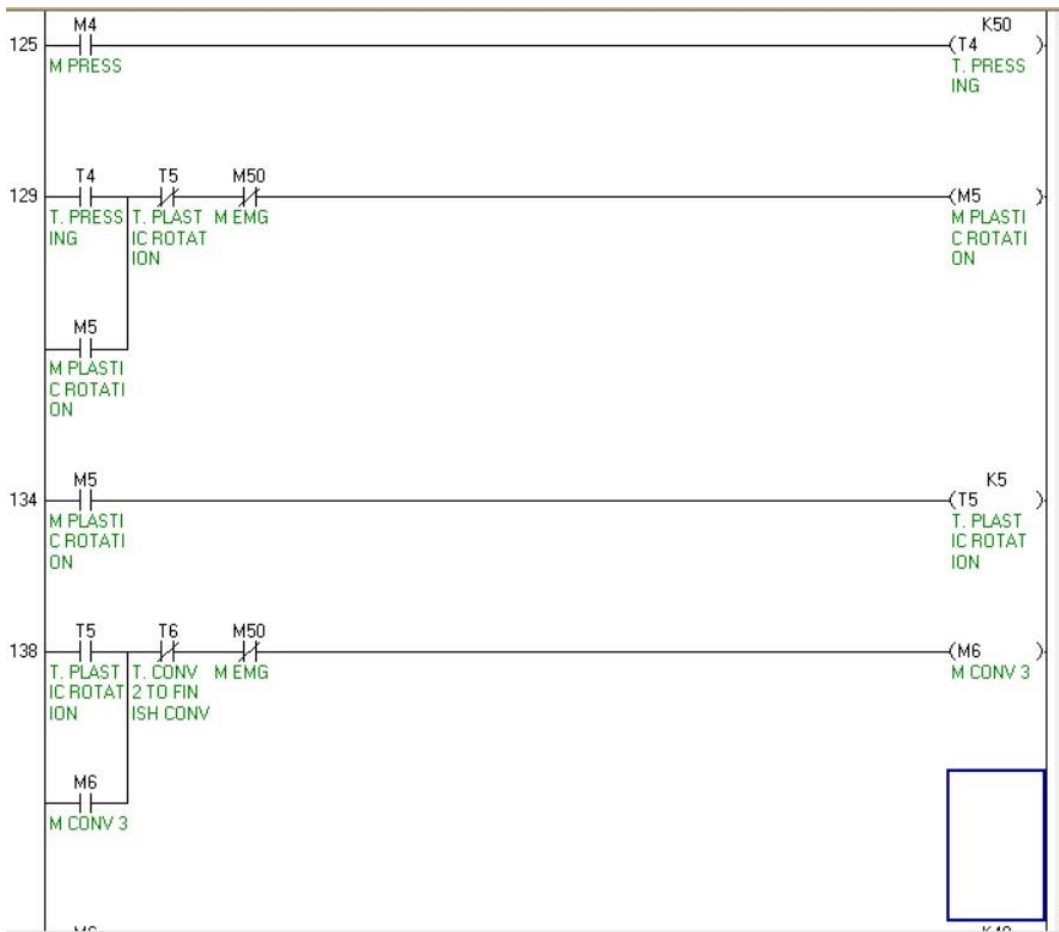 M4 K50
125 (T4 )
M PRESS T. PRESS
ING
T4 T5 M50
129 (M5 )
T. PRESS T. PLAST M EMG M PLASTI
ING IC ROTAT C ROTATI
ION ON
M5
M PLASTI
C ROTATI
ON
M5 K5
134 (T5 )
M PLASTI T. PLAST
C ROTATI IC ROTAT
ON ION
T5 T6 M50
138 (M6 )
T. PLAST T. CONV M EMG M CONV 3
IC ROTAT 2 TO FIN
ION ISH CONV
M6
M CONV 3